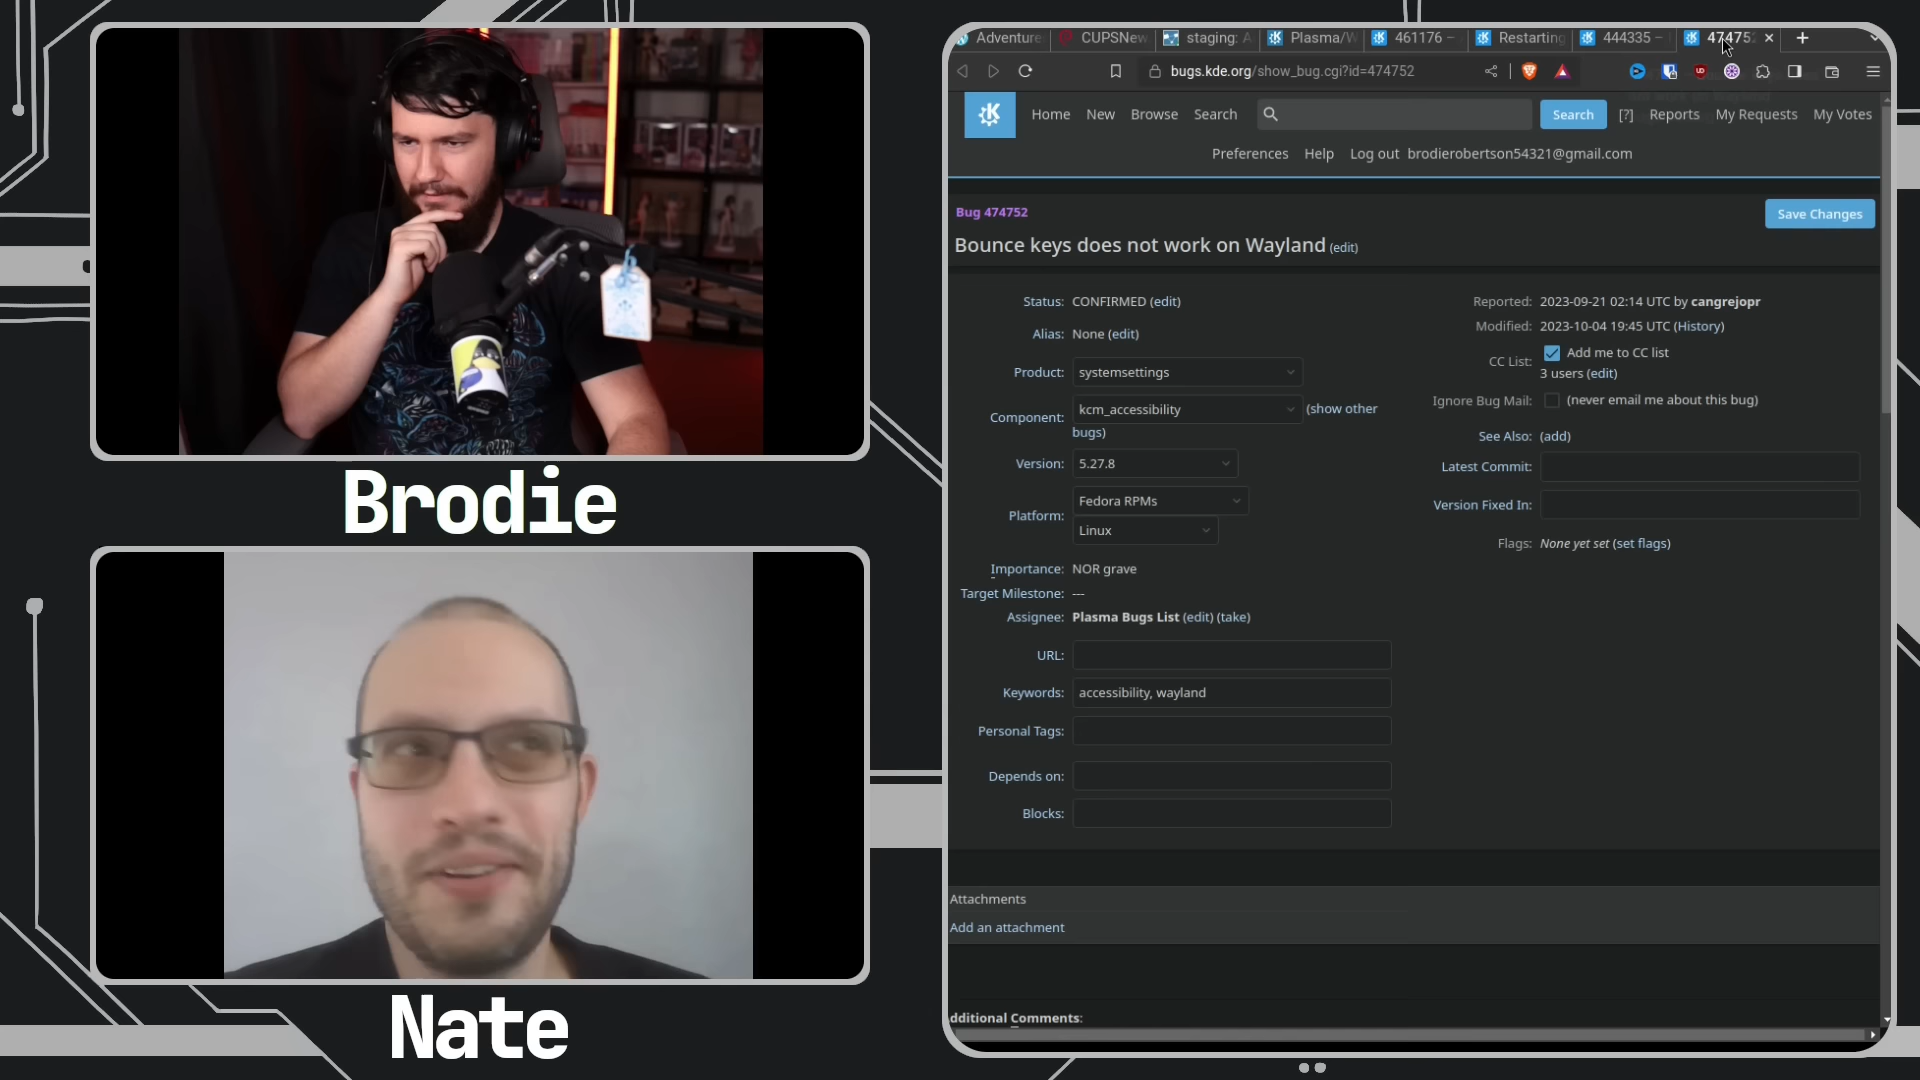 Brodie
Nate
Adventure
CUPSNew
staging: A
Plasma/W
461176 –
Restarting
444335 –
474752
bugs.kde.org/show_bug.cgi?id=474752
Home New Browse Search Search [?] Reports My Requests My Votes
Preferences Help Log out brodierobertson54321@gmail.com
Bug 474752
Save Changes
Bounce keys does not work on Wayland (edit)
Status: CONFIRMED (edit)
Alias: None (edit)
Product: systemsettings
Component: kcm_accessibility (show other
bugs)
Version: 5.27.8
Platform: Fedora RPMs
Linux
Importance: NOR grave
Target Milestone: ---
Assignee: Plasma Bugs List (edit) (take)
URL:
Keywords: accessibility, wayland
Personal Tags:
Depends on:
Blocks:
Reported: 2023-09-21 02:14 UTC by cangrejopr
Modified: 2023-10-04 19:45 UTC (History)
CC List: Add me to CC list
3 users (edit)
Ignore Bug Mail: (never email me about this bug)
See Also: (add)
Latest Commit:
Version Fixed In:
Flags: None yet set (set flags)
Attachments
Add an attachment
dditional Comments: